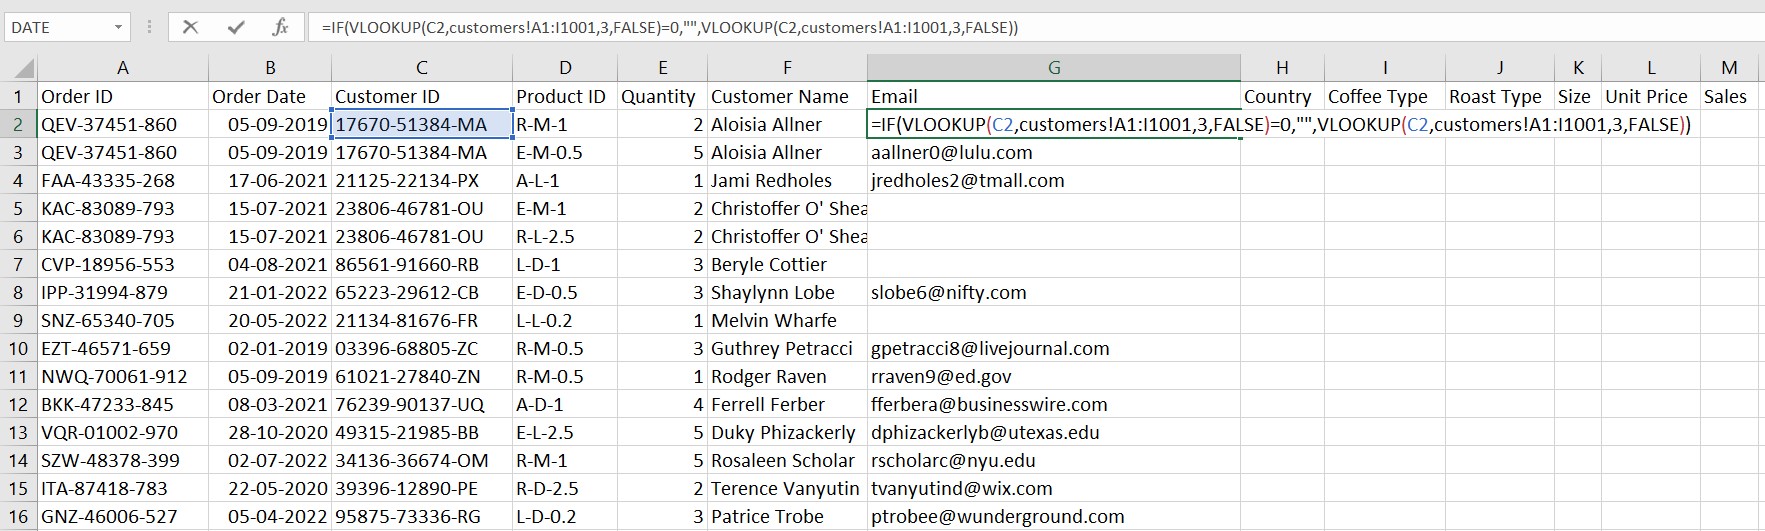 DATE =IF(VLOOKUP(C2,customers!A1:I1001,3,FALSE)=0,"",VLOOKUP(C2,customers!A1:I1001,3,FALSE))
A B C D E F G H I J K L M
1 Order ID Order Date Customer ID Product ID Quantity Customer Name Email Country Coffee Type Roast Type Size Unit Price Sales
2 QEV-37451-860 05-09-2019 17670-51384-MA R-M-1 2 Aloisia Allner =IF(VLOOKUP(C2,customers!A1:I1001,3,FALSE)=0,"",VLOOKUP(C2,customers!A1:I1001,3,FALSE))
3 QEV-37451-860 05-09-2019 17670-51384-MA E-M-0.5 5 Aloisia Allner aallner0@lulu.com
4 FAA-43335-268 17-06-2021 21125-22134-PX A-L-1 1 Jami Redholes jredholes2@tmall.com
5 KAC-83089-793 15-07-2021 23806-46781-OU E-M-1 2 Christoffer O' Shea
6 KAC-83089-793 15-07-2021 23806-46781-OU R-L-2.5 2 Christoffer O' Shea
7 CVP-18956-553 04-08-2021 86561-91660-RB L-D-1 3 Beryle Cottier
8 IPP-31994-879 21-01-2022 65223-29612-CB E-D-0.5 3 Shaylynn Lobe slobe6@nifty.com
9 SNZ-65340-705 20-05-2022 21134-81676-FR L-L-0.2 1 Melvin Wharfe
10 EZT-46571-659 02-01-2019 03396-68805-ZC R-M-0.5 3 Guthrey Petracci gpetracci8@livejournal.com
11 NWQ-70061-912 05-09-2019 61021-27840-ZN R-M-0.5 1 Rodger Raven rraven9@ed.gov
12 BKK-47233-845 08-03-2021 76239-90137-UQ A-D-1 4 Ferrell Ferber fferbera@businesswire.com
13 VQR-01002-970 28-10-2020 49315-21985-BB E-L-2.5 5 Duky Phizackerly dphizackerlyb@utexas.edu
14 SZW-48378-399 02-07-2022 34136-36674-OM R-M-1 5 Rosaleen Scholar rscholarc@nyu.edu
15 ITA-87418-783 22-05-2020 39396-12890-PE R-D-2.5 2 Terence Vanyutin tvanyutind@wix.com
16 GNZ-46006-527 05-04-2022 95875-73336-RG L-D-0.2 3 Patrice Trobe ptrobee@wunderground.com